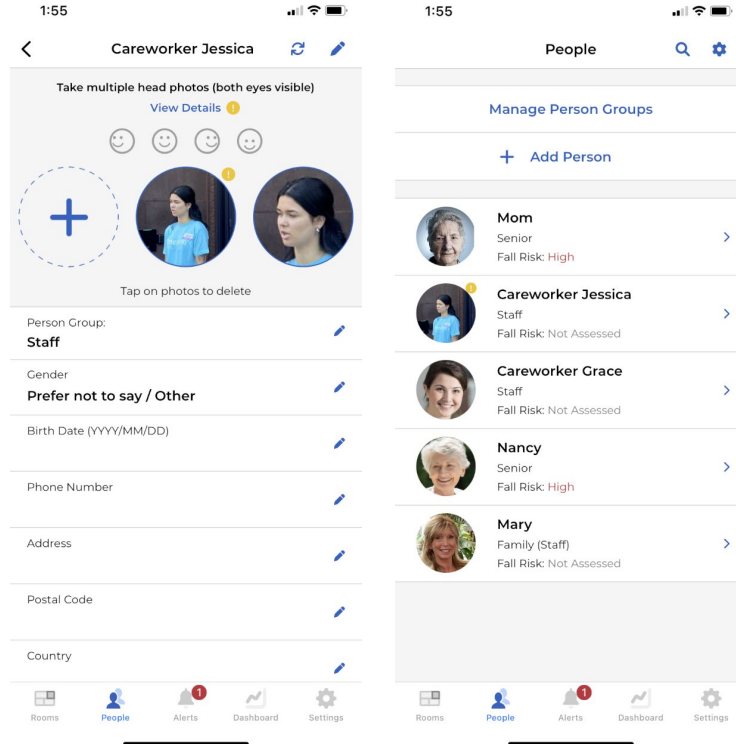 1:55
Careworker Jessica
Take multiple head photos (both eyes visible)
View Details !
!
Tap on photos to delete
Person Group:
Staff
Gender
Prefer not to say / Other
Birth Date (YYYY/MM/DD)
Phone Number
Address
Postal Code
Country
1
Rooms People Alerts Dashboard Settings
1:55
People
Manage Person Groups
+ Add Person
Mom
Senior
Fall Risk: High
!
Careworker Jessica
Staff
Fall Risk: Not Assessed
Careworker Grace
Staff
Fall Risk: Not Assessed
Nancy
Senior
Fall Risk: High
Mary
Family (Staff)
Fall Risk: Not Assessed
1
Rooms People Alerts Dashboard Settings